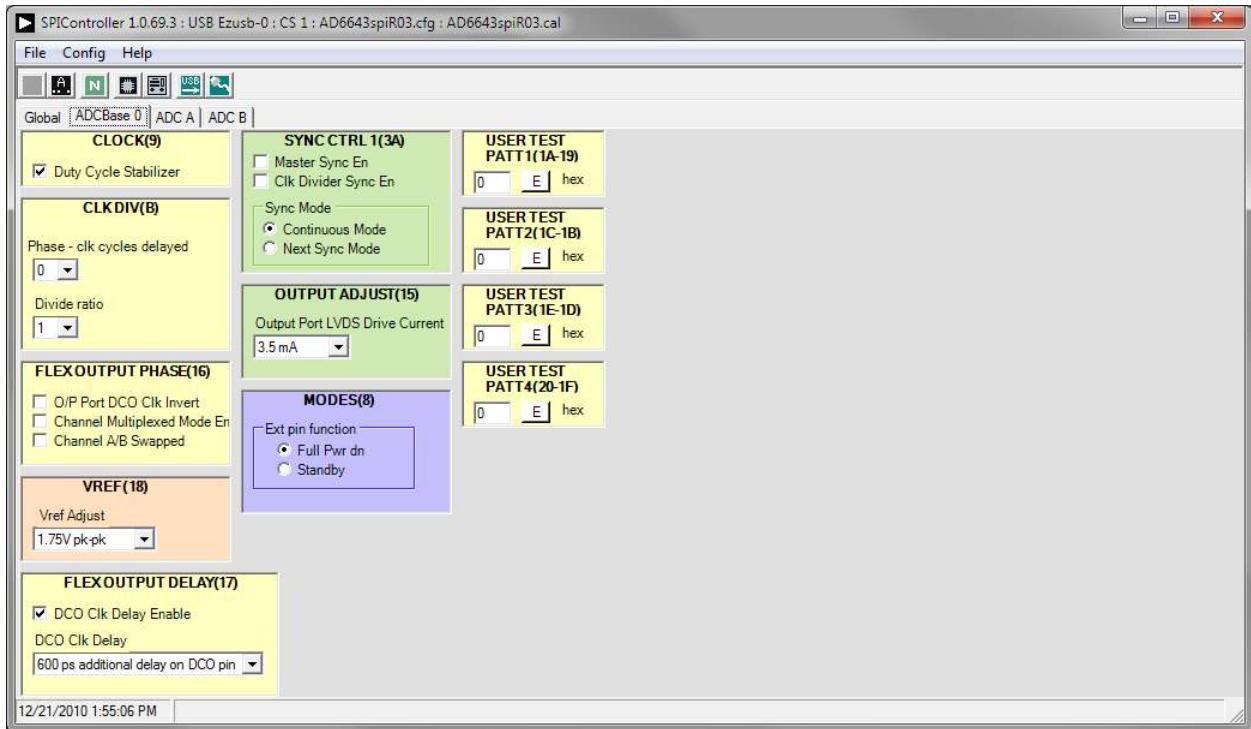 SPIController 1.0.69.3 : USB Ezusb-0 : CS 1 : AD6643spiR03.cfg : AD6643spiR03.cal
File Config Help
A N USB
Global ADCBase 0 ADC A ADC B
CLOCK(9)
Duty Cycle Stabilizer
CLK DIV(B)
Phase - clk cycles delayed
0
Divide ratio
1
FLEX OUTPUT PHASE(16)
O/P Port DCO Clk Invert
Channel Multiplexed Mode En
Channel A/B Swapped
VREF(18)
Vref Adjust
1.75V pk-pk
FLEX OUTPUT DELAY(17)
DCO Clk Delay Enable
DCO Clk Delay
600 ps additional delay on DCO pin
SYNC CTRL 1(3A)
Master Sync En
Clk Divider Sync En
Sync Mode
Continuous Mode
Next Sync Mode
OUTPUT ADJUST(15)
Output Port LVDS Drive Current
3.5 mA
MODES(8)
Ext pin function
Full Pwr dn
Standby
USER TEST
PATT1(1A-19)
0 E hex
USER TEST
PATT2(1C-1B)
0 E hex
USER TEST
PATT3(1E-1D)
0 E hex
USER TEST
PATT4(20-1F)
0 E hex
12/21/2010 1:55:06 PM